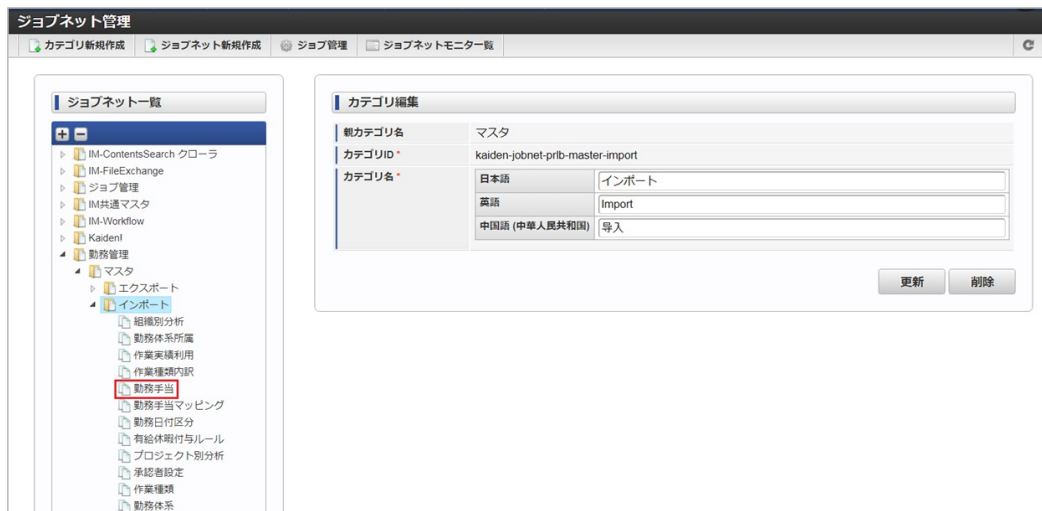 ジョブネット管理
カテゴリ新規作成 ジョブネット新規作成 ジョブ管理 ジョブネットモニター覧
ジョブネット一覧
IM-ContentsSearch クローラ
IM-FileExchange
ジョブ管理
IM共通マスタ
IM-Workflow
Kaiden!
勤務管理
マスタ
エクスポート
インポート
組織別分析
勤務体系所属
作業実績利用
作業種類内訳
勤務手当
勤務手当マッピング
勤務日付区分
有給休暇付与ルール
プロジェクト別分析
承認者設定
作業種類
勤務体系
カテゴリ編集
親カテゴリ名 マスタ
カテゴリID * kaiden-jobnet-prlb-master-import
カテゴリ名 * 日本語 インポート
英語 Import
中国語 (中華人民共和国) 导入
更新 削除